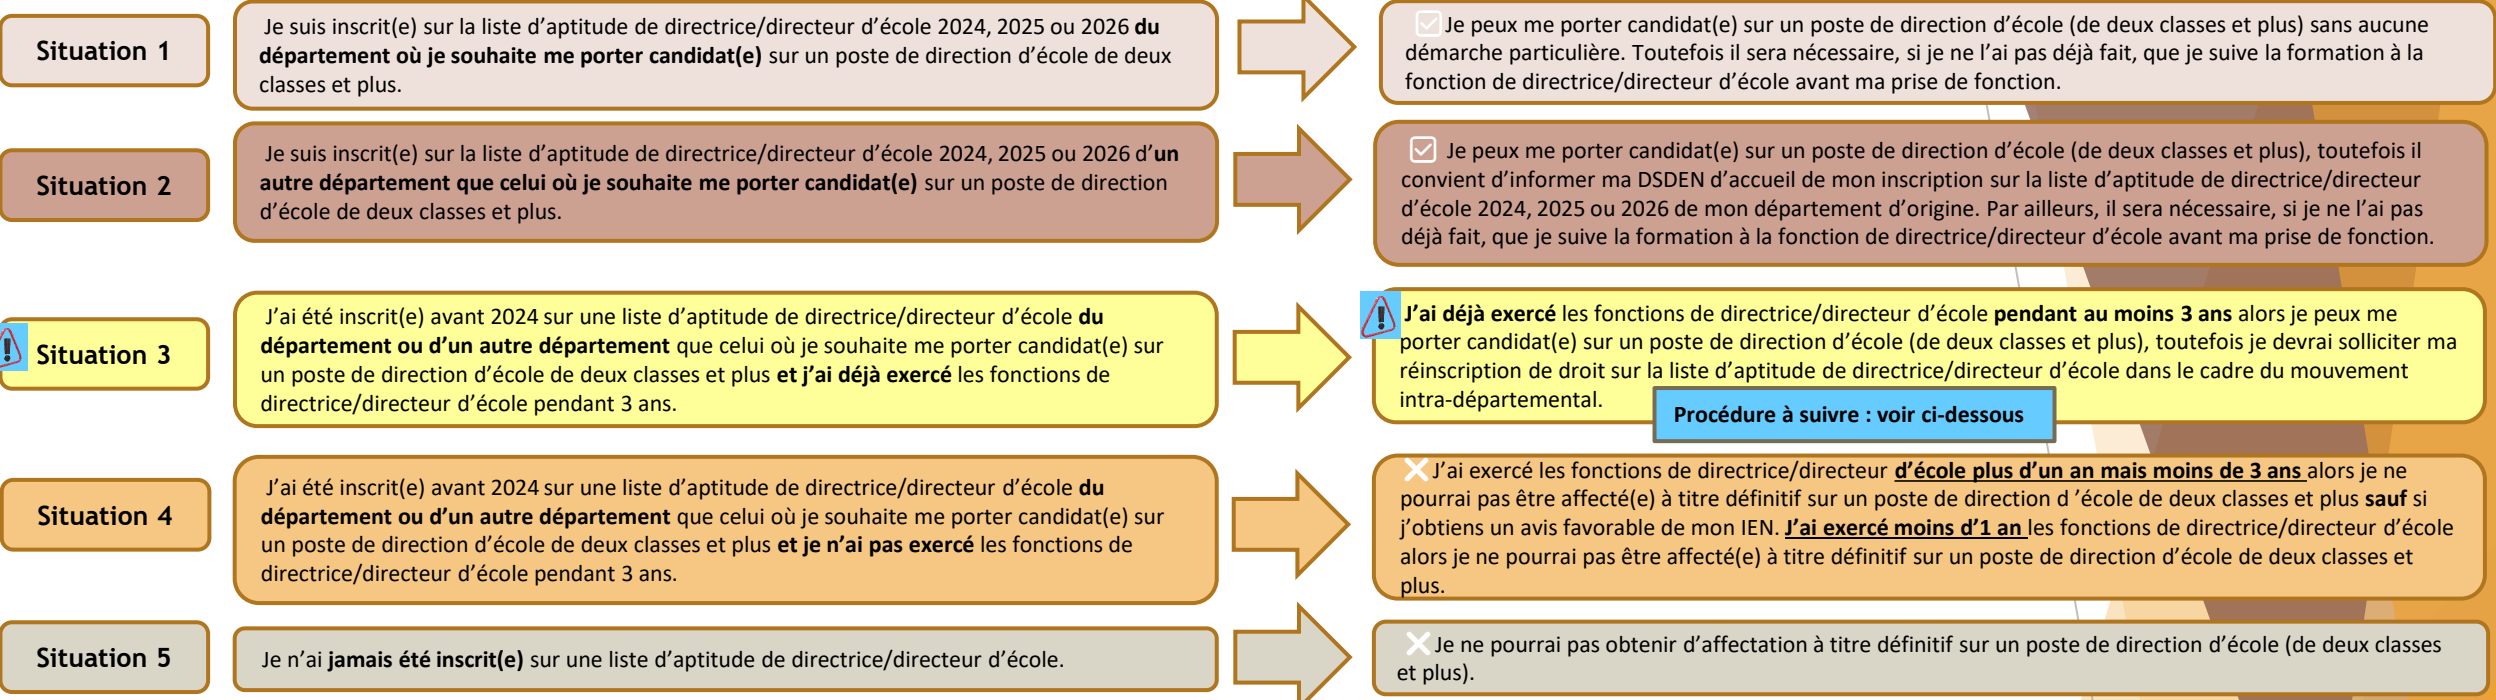 Situation 1
Je suis inscrit(e) sur la liste d’aptitude de directrice/directeur d’école 2024, 2025 ou 2026 du
département où je souhaite me porter candidat(e) sur un poste de direction d’école de deux
classes et plus.
Je peux me porter candidat(e) sur un poste de direction d’école (de deux classes et plus) sans aucune
démarche particulière. Toutefois il sera nécessaire, si je ne l’ai pas déjà fait, que je suive la formation à la
fonction de directrice/directeur d’école avant ma prise de fonction.
Situation 2
Je suis inscrit(e) sur la liste d’aptitude de directrice/directeur d’école 2024, 2025 ou 2026 d’un
autre département que celui où je souhaite me porter candidat(e) sur un poste de direction
d’école de deux classes et plus.
Je peux me porter candidat(e) sur un poste de direction d’école (de deux classes et plus), toutefois il
convient d’informer ma DSDEN d’accueil de mon inscription sur la liste d’aptitude de directrice/directeur
d’école 2024, 2025 ou 2026 de mon département d’origine. Par ailleurs, il sera nécessaire, si je ne l’ai pas
déjà fait, que je suive la formation à la fonction de directrice/directeur d’école avant ma prise de fonction.
Situation 3
J’ai été inscrit(e) avant 2024 sur une liste d’aptitude de directrice/directeur d’école du
département ou d’un autre département que celui où je souhaite me porter candidat(e) sur
un poste de direction d’école de deux classes et plus et j’ai déjà exercé les fonctions de
directrice/directeur d’école pendant 3 ans.
J’ai déjà exercé les fonctions de directrice/directeur d’école pendant au moins 3 ans alors je peux me
porter candidat(e) sur un poste de direction d’école (de deux classes et plus), toutefois je devrai solliciter ma
réinscription de droit sur la liste d’aptitude de directrice/directeur d’école dans le cadre du mouvement
intra-départemental.
Procédure à suivre : voir ci-dessous
Situation 4
J’ai été inscrit(e) avant 2024 sur une liste d’aptitude de directrice/directeur d’école du
département ou d’un autre département que celui où je souhaite me porter candidat(e) sur
un poste de direction d’école de deux classes et plus et je n’ai pas exercé les fonctions de
directrice/directeur d’école pendant 3 ans.
J’ai exercé les fonctions de directrice/directeur d’école plus d’un an mais moins de 3 ans alors je ne
pourrai pas être affecté(e) à titre définitif sur un poste de direction d ’école de deux classes et plus sauf si
j’obtiens un avis favorable de mon IEN. J’ai exercé moins d’1 an les fonctions de directrice/directeur d’école
alors je ne pourrai pas être affecté(e) à titre définitif sur un poste de direction d’école de deux classes et
plus.
Situation 5
Je n’ai jamais été inscrit(e) sur une liste d’aptitude de directrice/directeur d’école.
Je ne pourrai pas obtenir d’affectation à titre définitif sur un poste de direction d’école (de deux classes
et plus).